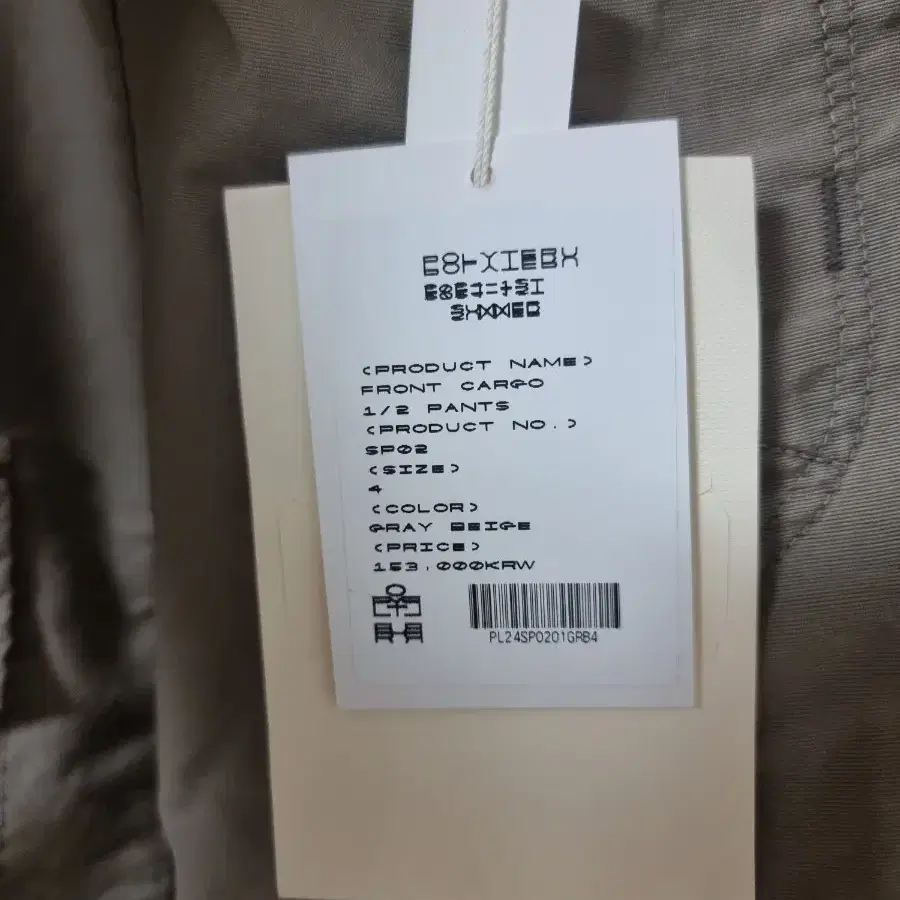 <PRODUCT NAME>
FRONT CARGO
1/2 PANTS
<PRODUCT NO.>
SP02
<SIZE>
4
<COLOR>
GRAY BEIGE
<PRICE>
153.000KRW
PL24SP0201GRB4